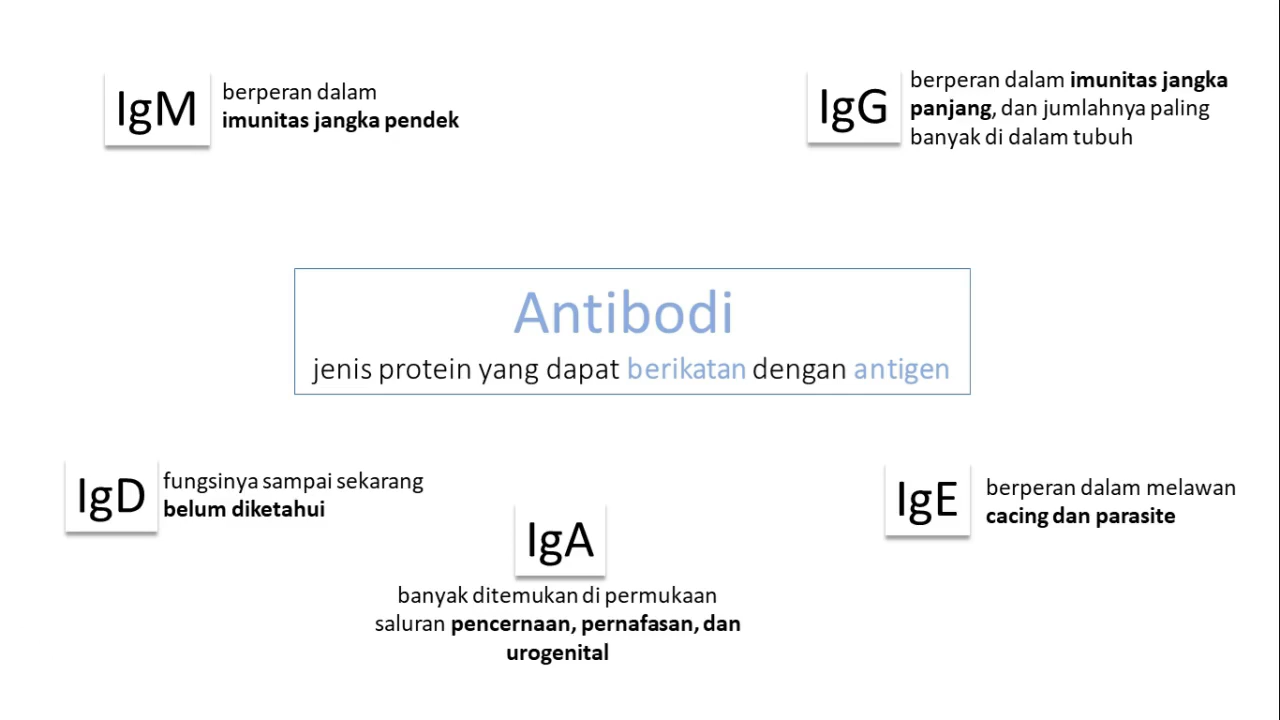 IgM
berperan dalam
imunitas jangka pendek
IgG
berperan dalam imunitas jangka
panjang, dan jumlahnya paling
banyak di dalam tubuh
Antibodi
jenis protein yang dapat berikatan dengan antigen
IgD
fungsinya sampai sekarang
belum diketahui
IgA
banyak ditemukan di permukaan
saluran pencernaan, pernafasan, dan
urogenital
IgE
berperan dalam melawan
cacing dan parasite